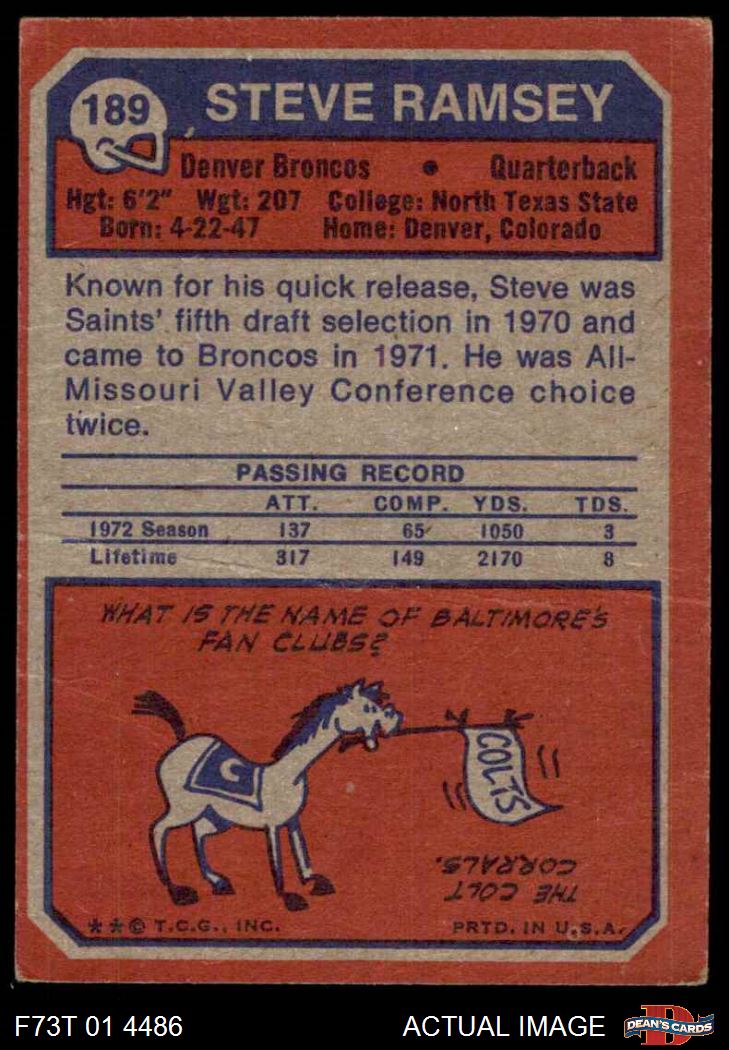 189
STEVE RAMSEY
Denver Broncos • Quarterback
Hgt: 6'2" Wgt: 207 College: North Texas State
Born: 4-22-47 Home: Denver, Colorado
Known for his quick release, Steve was
Saints' fifth draft selection in 1970 and
came to Broncos in 1971. He was All-
Missouri Valley Conference choice
twice.
PASSING RECORD
ATT. COMP. YDS. TDS.
1972 Season 137 65 1050 3
Lifetime 317 149 2170 8
WHAT IS THE NAME OF BALTIMORE'S
FAN CLUBS?
C
COLTS
THE COLT
CORRALS.
**© T.C.G., INC. PRTD. IN U.S.A.
F73T 01 4486 ACTUAL IMAGE
D
DEAN'S CARDS